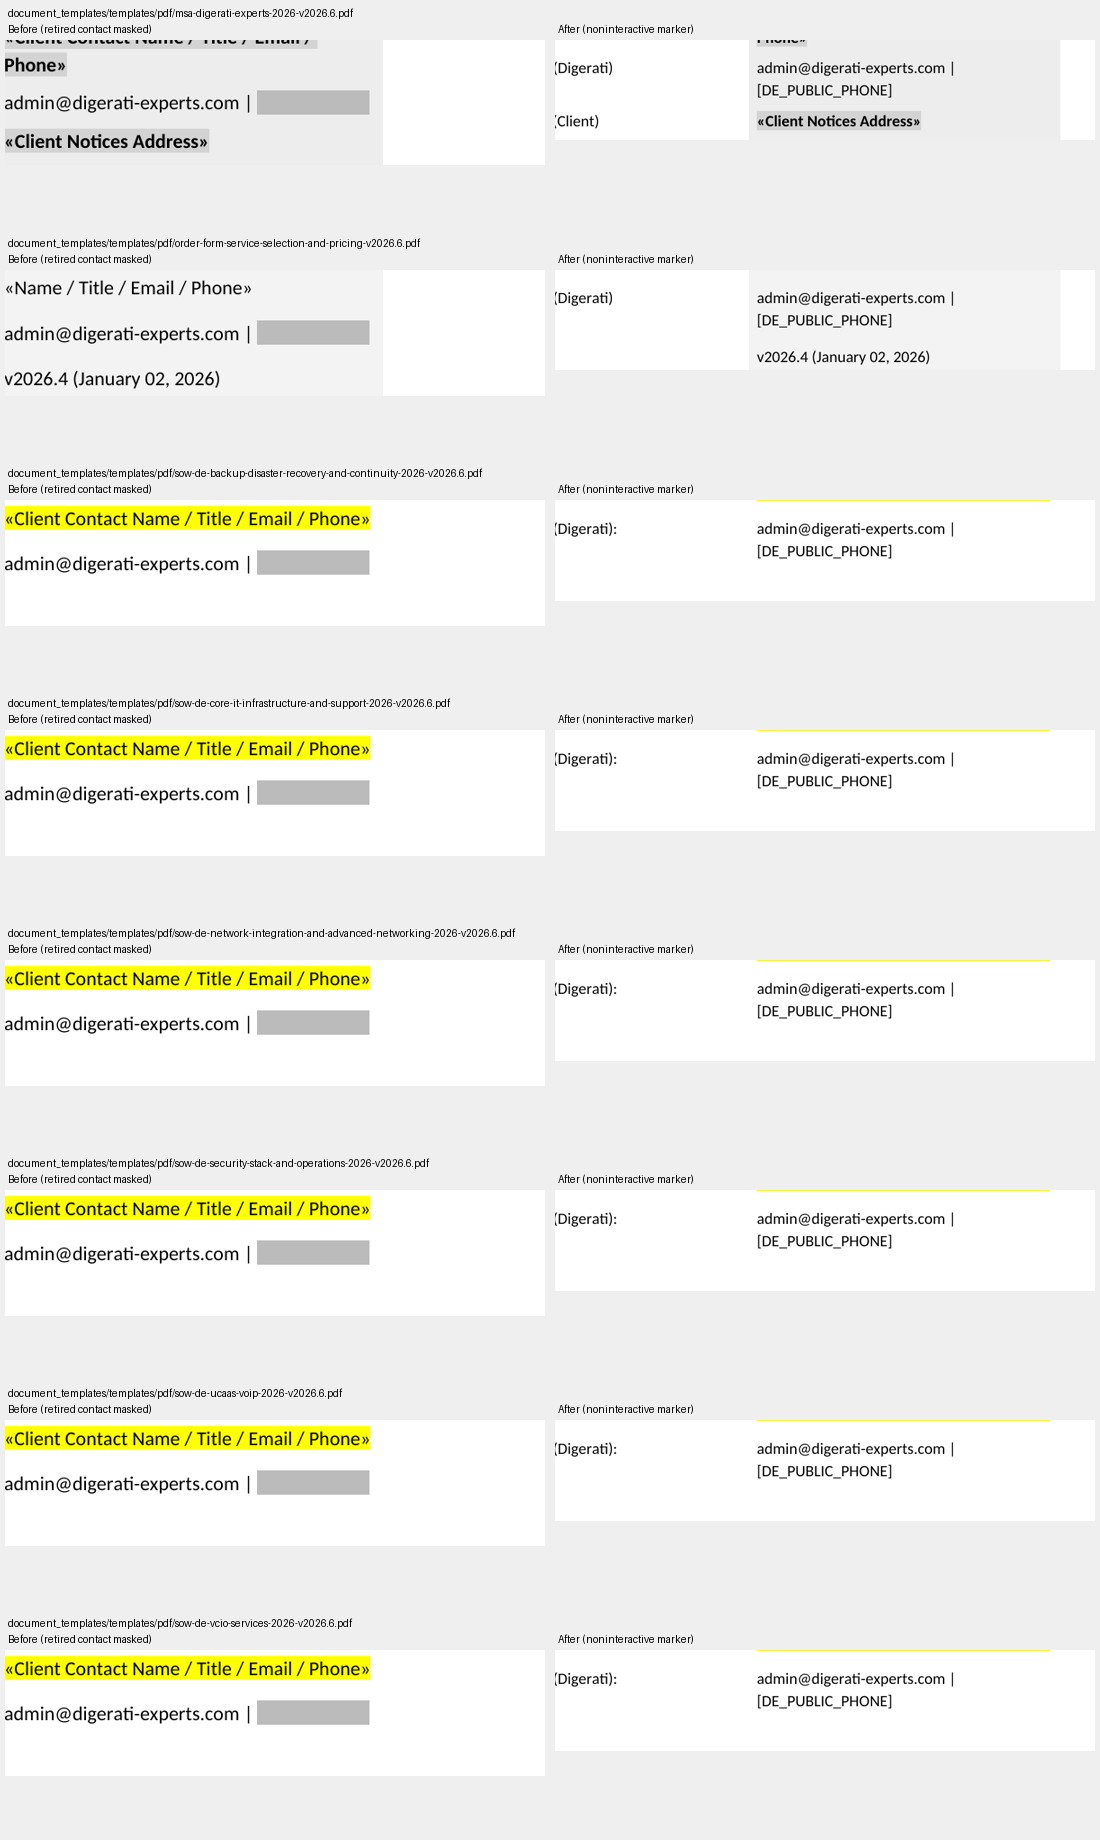 document_templates/templates/pdf/msa-digerati-experts-2026-v2026.6.pdf
Before (retired contact masked)
«Client Contact Name / Title / Email /
Phone»
admin@digerati-experts.com |
«Client Notices Address»
After (noninteractive marker)
Phone»
(Digerati)
admin@digerati-experts.com |
[DE_PUBLIC_PHONE]
(Client)
«Client Notices Address»
document_templates/templates/pdf/order-form-service-selection-and-pricing-v2026.6.pdf
Before (retired contact masked)
«Name / Title / Email / Phone»
admin@digerati-experts.com |
v2026.4 (January 02, 2026)
After (noninteractive marker)
(Digerati)
admin@digerati-experts.com |
[DE_PUBLIC_PHONE]
v2026.4 (January 02, 2026)
document_templates/templates/pdf/sow-de-backup-disaster-recovery-and-continuity-2026-v2026.6.pdf
Before (retired contact masked)
«Client Contact Name / Title / Email / Phone»
admin@digerati-experts.com |
After (noninteractive marker)
(Digerati):
admin@digerati-experts.com |
[DE_PUBLIC_PHONE]
document_templates/templates/pdf/sow-de-core-it-infrastructure-and-support-2026-v2026.6.pdf
Before (retired contact masked)
«Client Contact Name / Title / Email / Phone»
admin@digerati-experts.com |
After (noninteractive marker)
(Digerati):
admin@digerati-experts.com |
[DE_PUBLIC_PHONE]
document_templates/templates/pdf/sow-de-network-integration-and-advanced-networking-2026-v2026.6.pdf
Before (retired contact masked)
«Client Contact Name / Title / Email / Phone»
admin@digerati-experts.com |
After (noninteractive marker)
(Digerati):
admin@digerati-experts.com |
[DE_PUBLIC_PHONE]
document_templates/templates/pdf/sow-de-security-stack-and-operations-2026-v2026.6.pdf
Before (retired contact masked)
«Client Contact Name / Title / Email / Phone»
admin@digerati-experts.com |
After (noninteractive marker)
(Digerati):
admin@digerati-experts.com |
[DE_PUBLIC_PHONE]
document_templates/templates/pdf/sow-de-ucaas-voip-2026-v2026.6.pdf
Before (retired contact masked)
«Client Contact Name / Title / Email / Phone»
admin@digerati-experts.com |
After (noninteractive marker)
(Digerati):
admin@digerati-experts.com |
[DE_PUBLIC_PHONE]
document_templates/templates/pdf/sow-de-vcio-services-2026-v2026.6.pdf
Before (retired contact masked)
«Client Contact Name / Title / Email / Phone»
admin@digerati-experts.com |
After (noninteractive marker)
(Digerati):
admin@digerati-experts.com |
[DE_PUBLIC_PHONE]